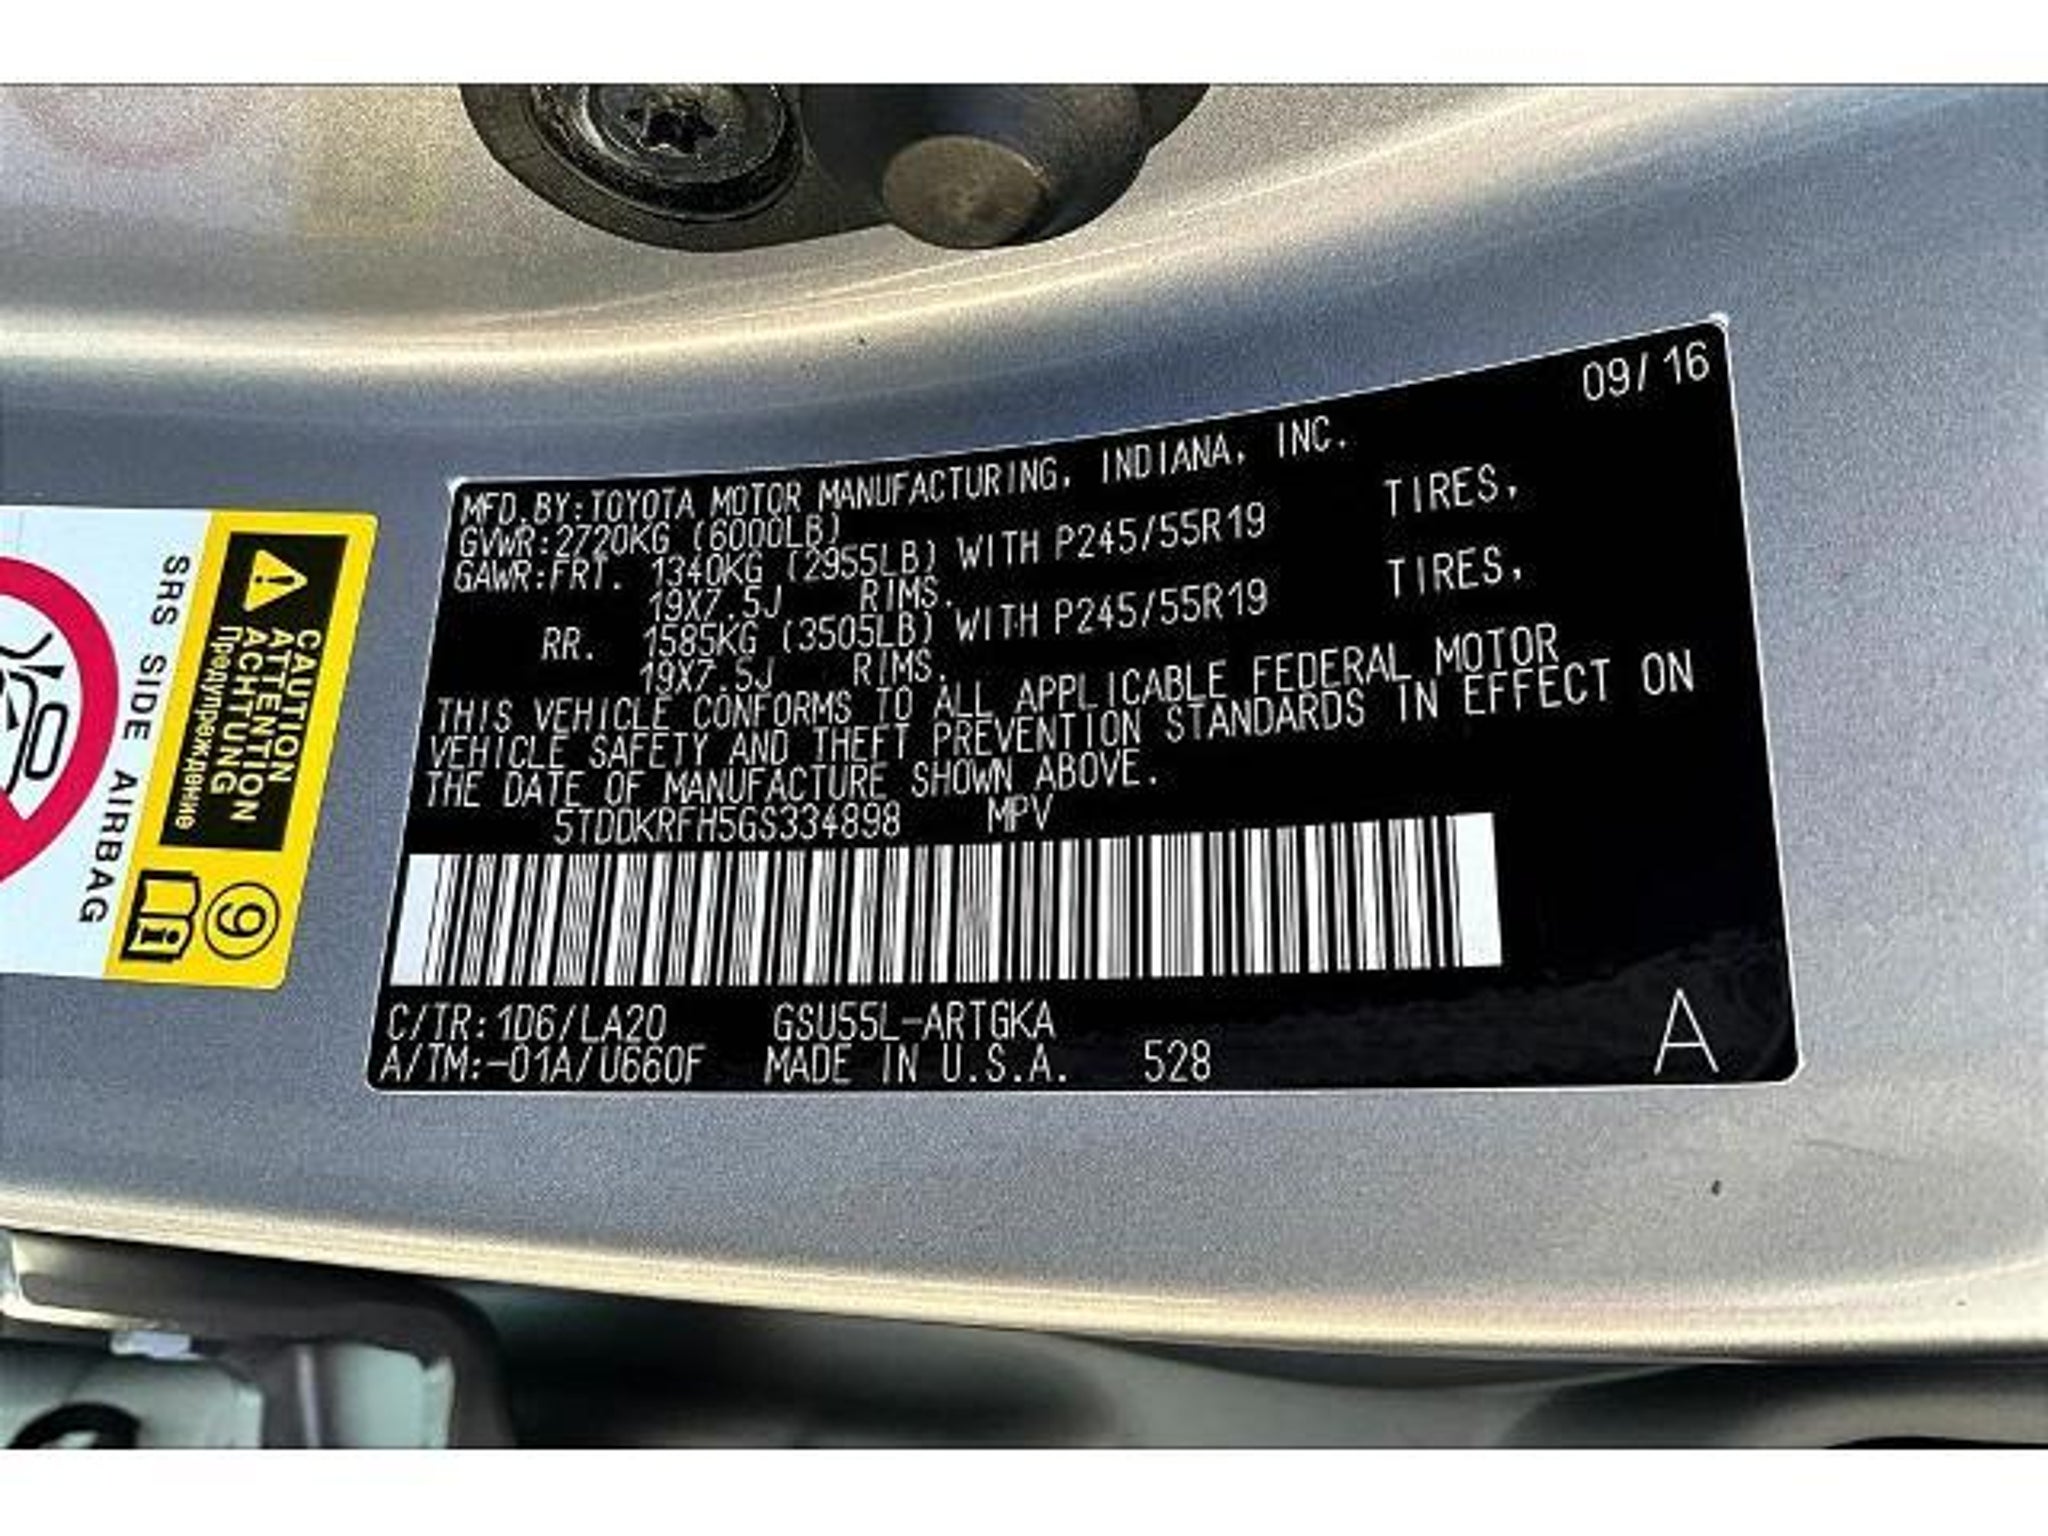 09/ 16
MFD.BY:TOYOTA MOTOR MANUFACTURING, INDIANA, INC.
GVWR:2720KG (6000LB)
GAWR:FRT. 1340KG (2955LB) WITH P245/55R19 TIRES,
19X7.5J RIMS.
RR. 1585KG (3505LB) WITH P245/55R19 TIRES,
19X7.5J RIMS.
THIS VEHICLE CONFORMS TO ALL APPLICABLE FEDERAL MOTOR
VEHICLE SAFETY AND THEFT PREVENTION STANDARDS IN EFFECT ON
THE DATE OF MANUFACTURE SHOWN ABOVE.
5TDDKRFH5GS334898 MPV
C/TR:1D6/LA20 GSU55L-ARTGKA
A/TM:-01A/U660F MADE IN U.S.A. 528
A
CAUTION
ATTENTION
ACHTUNG
Предупреждение
9
i
SRS SIDE AIRBAG